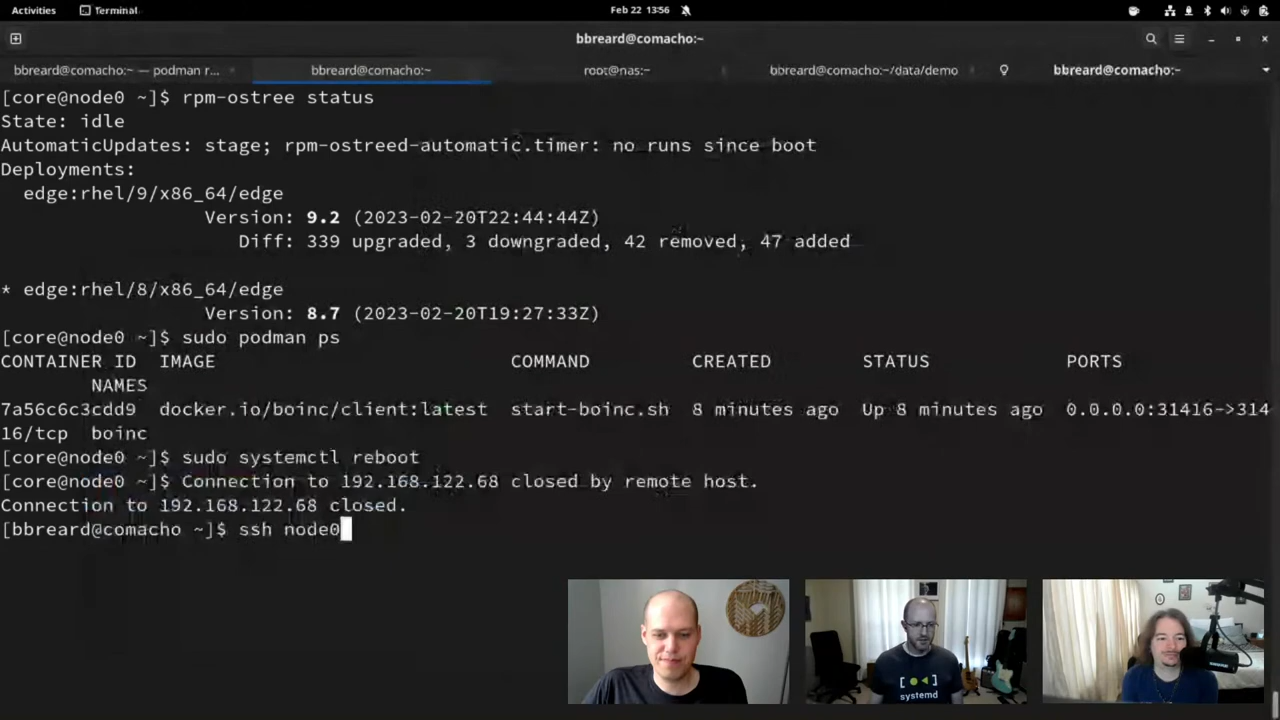 Activities Terminal Feb 22 13:56
bbreard@comacho:~
bbreard@comacho:~ — podman r... bbreard@comacho:~ root@nas:~ bbreard@comacho:~/data/demo bbreard@comacho:~
[core@node0 ~]$ rpm-ostree status
State: idle
AutomaticUpdates: stage; rpm-ostreed-automatic.timer: no runs since boot
Deployments:
edge:rhel/9/x86_64/edge
Version: 9.2 (2023-02-20T22:44:44Z)
Diff: 339 upgraded, 3 downgraded, 42 removed, 47 added
* edge:rhel/8/x86_64/edge
Version: 8.7 (2023-02-20T19:27:33Z)
[core@node0 ~]$ sudo podman ps
CONTAINER ID IMAGE COMMAND CREATED STATUS PORTS
NAMES
7a56c6c3cdd9 docker.io/boinc/client:latest start-boinc.sh 8 minutes ago Up 8 minutes ago 0.0.0.0:31416->314
16/tcp boinc
[core@node0 ~]$ sudo systemctl reboot
[core@node0 ~]$ Connection to 192.168.122.68 closed by remote host.
Connection to 192.168.122.68 closed.
[bbreard@comacho ~]$ ssh node0
[ ● ◀ ]
systemd